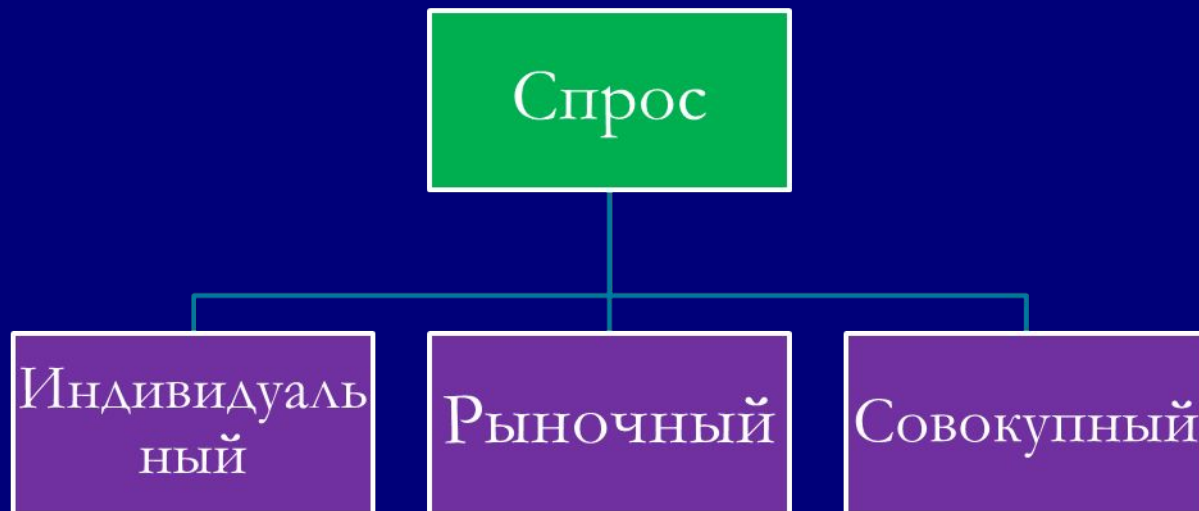 Спрос
Индивидуаль
ный
Рыночный
Совокупный